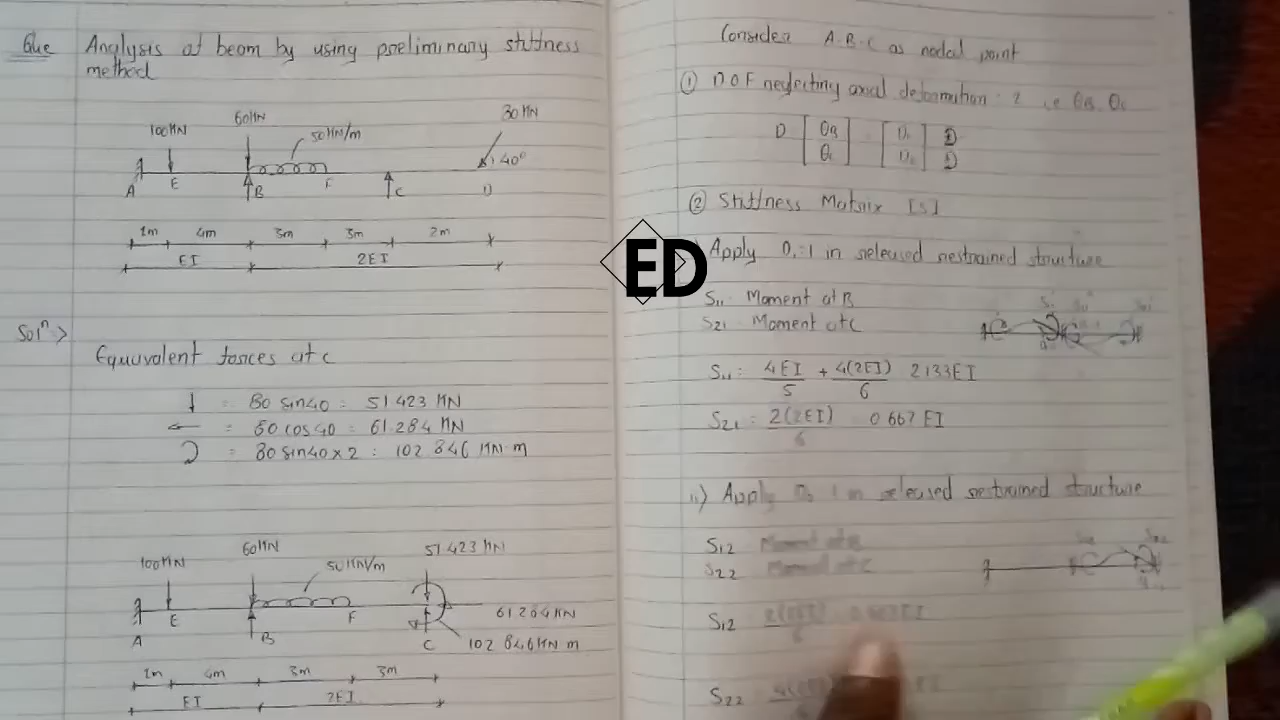 Que Analysis of beam by using preliminary stiffness
method
100KN
60KN
50KN/m
30 KN
40°
A E B F C D
1m 4m 3m 3m 2m
EI 2EI
Solⁿ >
Equivalent forces at C
↓ = 80 sin40 = 51.423 KN
← = 80 cos40 = 61.284 KN
= 80 sin40 x 2 = 102.846 KN·m
100KN
60KN
50KN/m
51.423 KN
61.284KN
102.846KN m
A E B F C
1m 4m 3m 3m
EI 2EI
ED
Consider A.B.C as nodal point
① D.O.F neglecting axial deformation = 2 i.e θB, θc
D [θB θc]
② Stiffness Matrix [S]
Apply D₁=1 in released restrained structure
S₁₁ Moment at B
S₂₁ Moment at C
S₁₁ = 4EI/5 + 4(2EI)/6 2.133EI
S₂₁ = 2(2EI)/6 0.667 EI
ii) Apply in released restrained structure
S₁₂
S₂₂
S₁₂
S₂₂